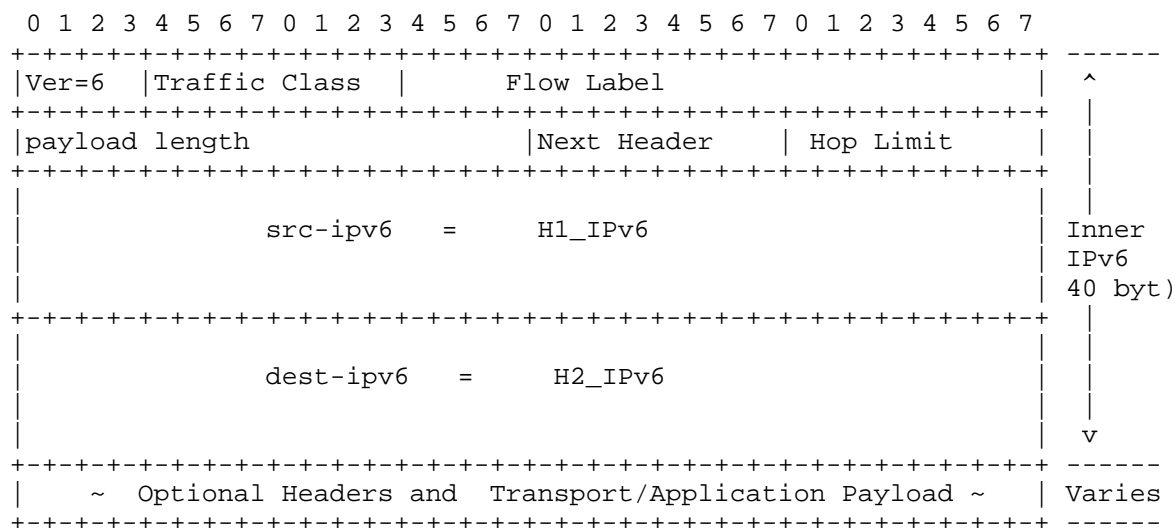 0 1 2 3 4 5 6 7 0 1 2 3 4 5 6 7 0 1 2 3 4 5 6 7 0 1 2 3 4 5 6 7
+-+-+-+-+-+-+-+-+-+-+-+-+-+-+-+-+-+-+-+-+-+-+-+-+-+-+-+-+-+-+-+-+ ------
|Ver=6  |Traffic Class  |      Flow Label                       |  ^
+-+-+-+-+-+-+-+-+-+-+-+-+-+-+-+-+-+-+-+-+-+-+-+-+-+-+-+-+-+-+-+-+  |
|payload length                 |Next Header    | Hop Limit     |  |
+-+-+-+-+-+-+-+-+-+-+-+-+-+-+-+-+-+-+-+-+-+-+-+-+-+-+-+-+-+-+-+-+  |
|                                                               |  |
|               src-ipv6   =     H1_IPv6                        | Inner
|                                                               | IPv6
|                                                               | 40 byt)
+-+-+-+-+-+-+-+-+-+-+-+-+-+-+-+-+-+-+-+-+-+-+-+-+-+-+-+-+-+-+-+-+  |
|                                                               |  |
|               dest-ipv6   =     H2_IPv6                       |  |
|                                                               |  |
|                                                               |  v
+-+-+-+-+-+-+-+-+-+-+-+-+-+-+-+-+-+-+-+-+-+-+-+-+-+-+-+-+-+-+-+-+ ------
|    ~  Optional Headers and  Transport/Application Payload ~   | Varies
+-+-+-+-+-+-+-+-+-+-+-+-+-+-+-+-+-+-+-+-+-+-+-+-+-+-+-+-+-+-+-+-+ ------